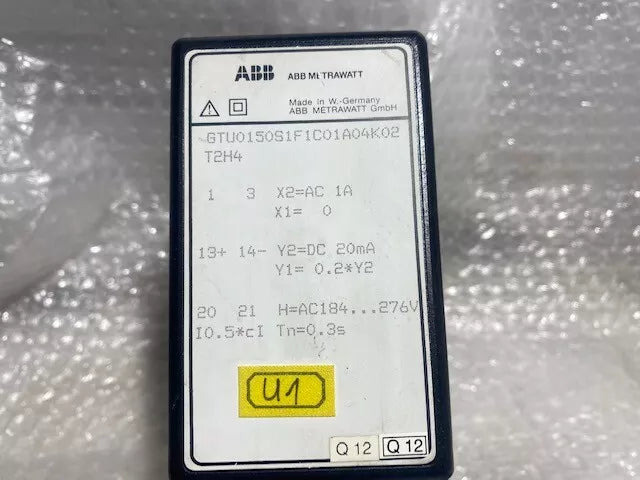 ABB ABB METRAWATT
Made in W.-Germany
ABB METRAWATT GmbH
GTU0150S1F1C01A04K02
T2H4
1 3 X2=AC 1A
X1= 0
13+ 14- Y2=DC 20mA
Y1= 0.2*Y2
20 21 H=AC184...276V
I0.5*cI Tn=0.3s
U1
Q 12 Q 12